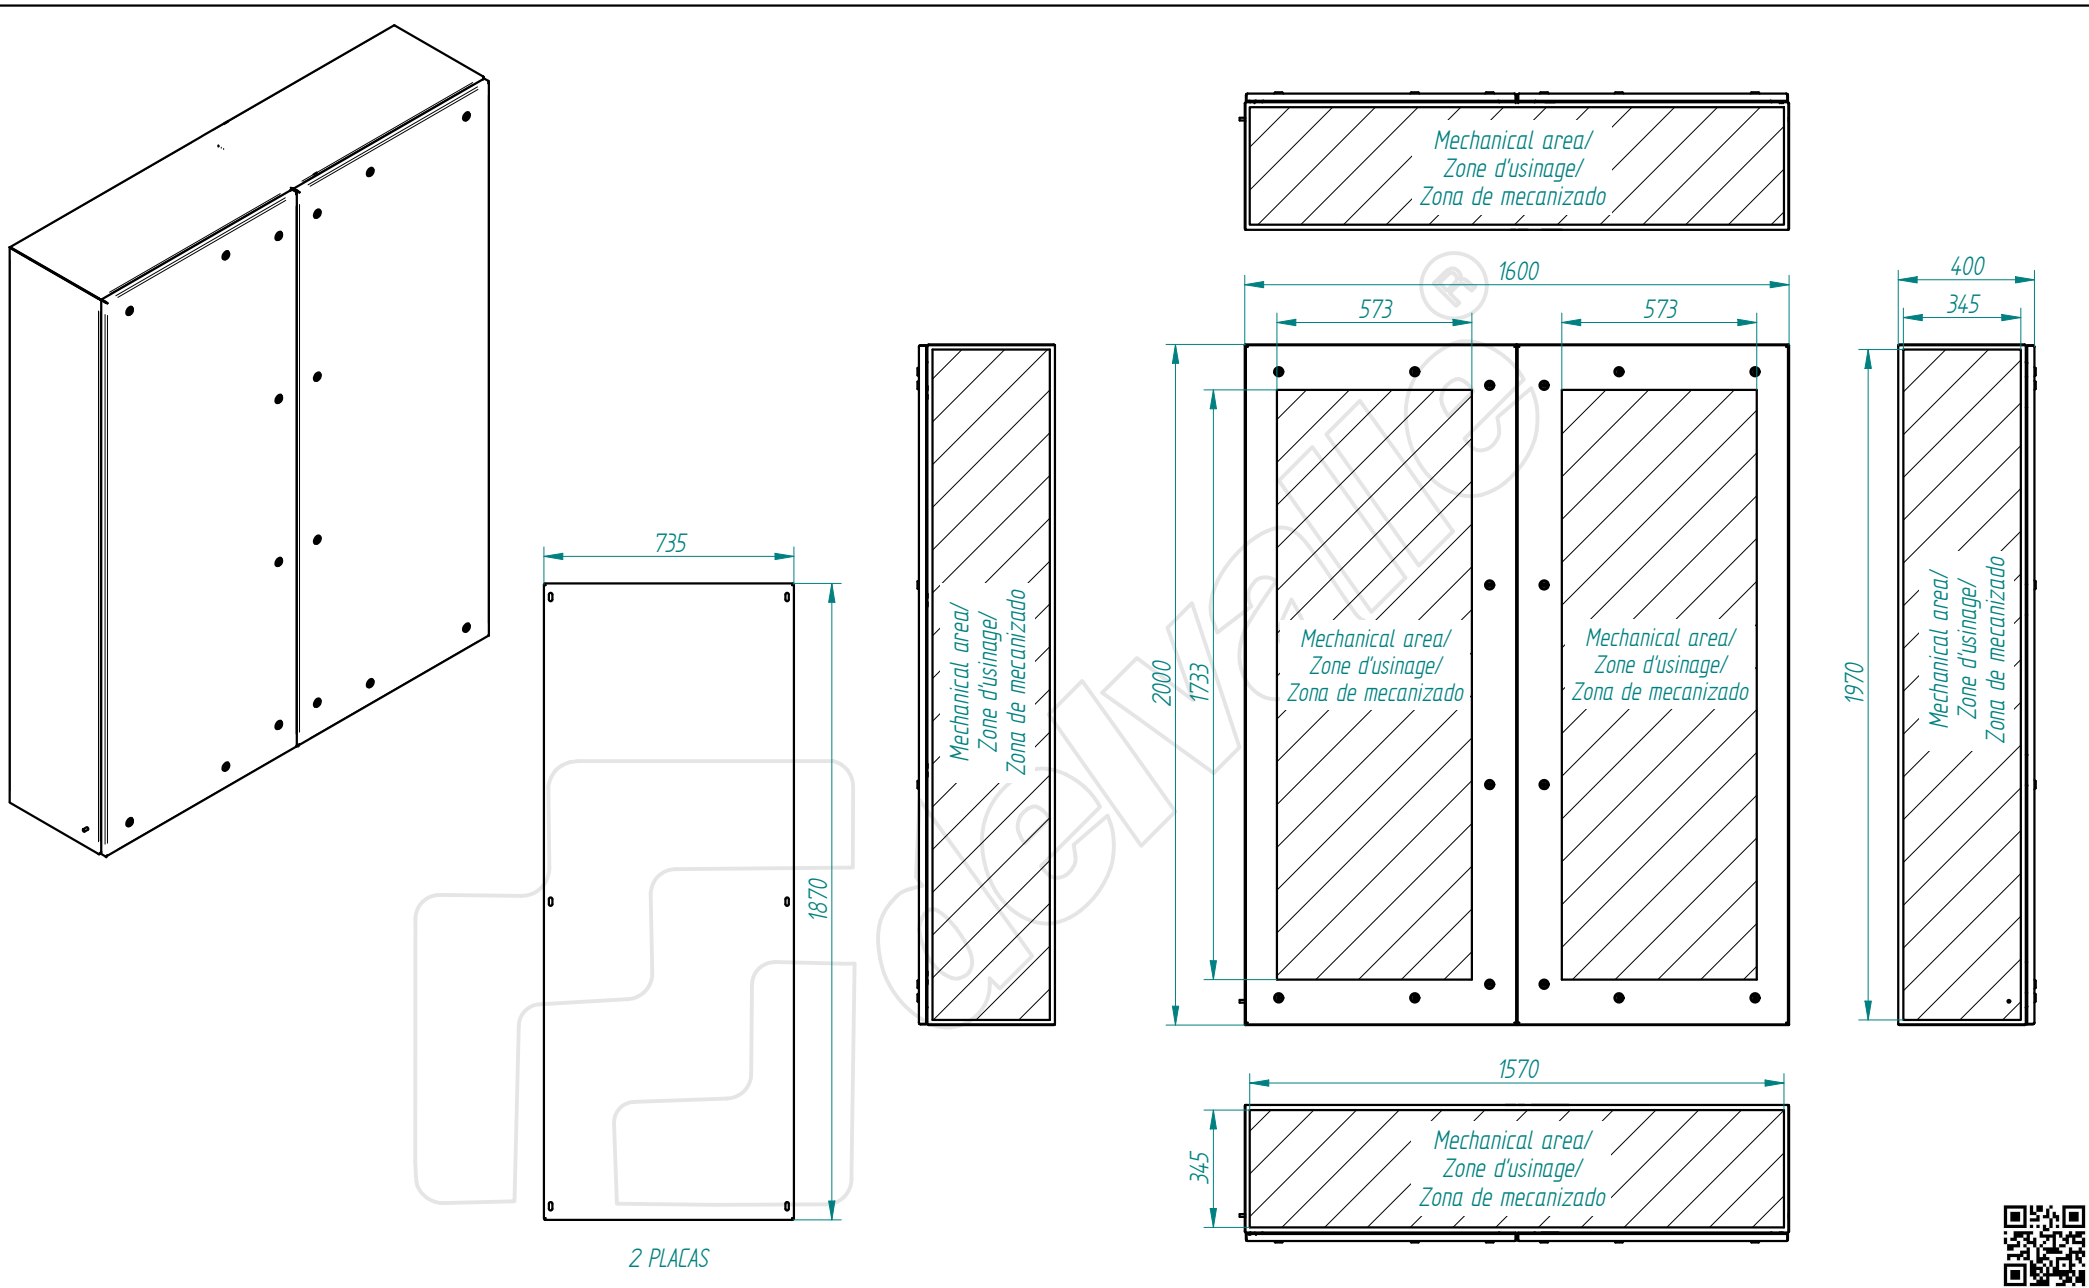 Mechanical area/
Zone d'usinage/
Zona de mecanizado
1600
573
573
400
345
Mechanical area/
Zone d'usinage/
Zona de mecanizado
2000
1733
Mechanical area/
Zone d'usinage/
Zona de mecanizado
Mechanical area/
Zone d'usinage/
Zona de mecanizado
1970
Mechanical area/
Zone d'usinage/
Zona de mecanizado
735
1870
2 PLACAS
delvalle®
1570
345
Mechanical area/
Zone d'usinage/
Zona de mecanizado